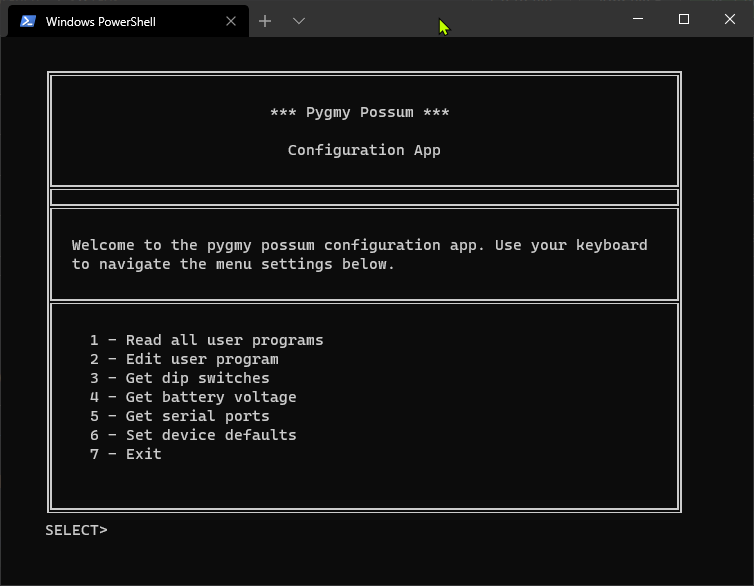 Windows PowerShell
*** Pygmy Possum ***
Configuration App
Welcome to the pygmy possum configuration app. Use your keyboard
to navigate the menu settings below.
1 - Read all user programs
2 - Edit user program
3 - Get dip switches
4 - Get battery voltage
5 - Get serial ports
6 - Set device defaults
7 - Exit
SELECT>